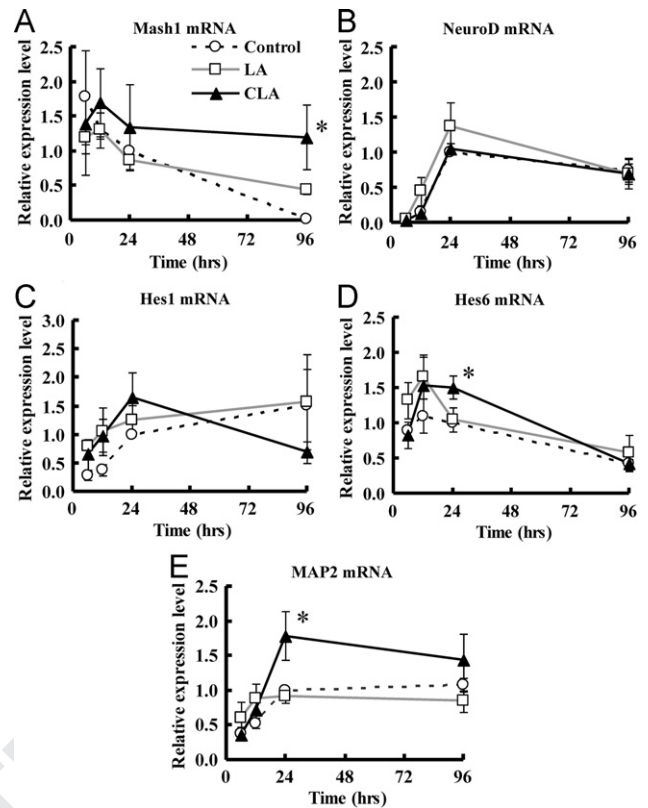 A
Mash1 mRNA
Control
LA
CLA
Relative expression level
2.5
2.0
1.5
1.0
0.5
0.0
*
0 24 48 72 96
Time (hrs)
B
NeuroD mRNA
Relative expression level
2.5
2.0
1.5
1.0
0.5
0.0
0 24 48 72 96
Time (hrs)
C
Hes1 mRNA
Relative expression level
3.0
2.5
2.0
1.5
1.0
0.5
0.0
0 24 48 72 96
Time (hrs)
D
Hes6 mRNA
Relative expression level
2.5
2.0
1.5
1.0
0.5
0.0
*
0 24 48 72 96
Time (hrs)
E
MAP2 mRNA
Relative expression level
2.5
2.0
1.5
1.0
0.5
0.0
*
0 24 48 72 96
Time (hrs)